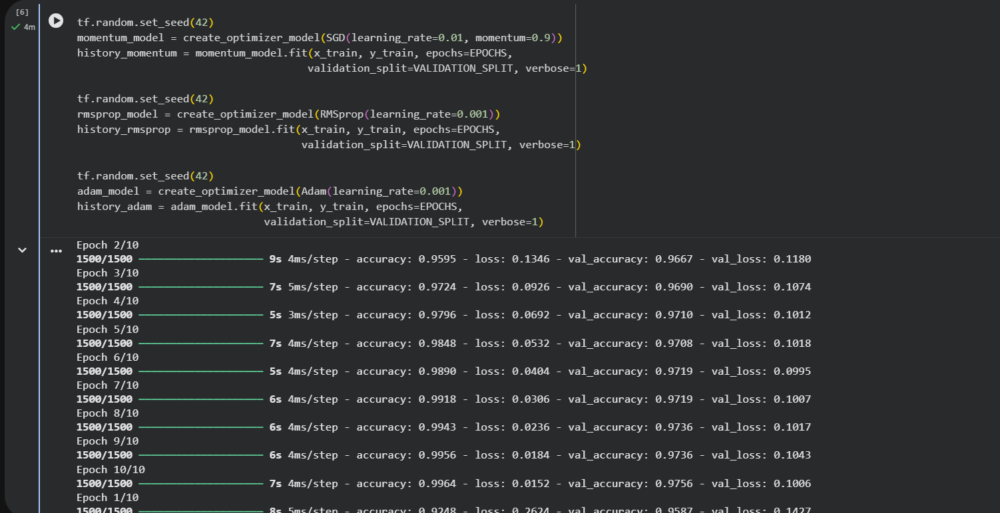 [6]
4m
tf.random.set_seed(42)
momentum_model = create_optimizer_model(SGD(learning_rate=0.01, momentum=0.9))
history_momentum = momentum_model.fit(x_train, y_train, epochs=EPOCHS,
validation_split=VALIDATION_SPLIT, verbose=1)
tf.random.set_seed(42)
rmsprop_model = create_optimizer_model(RMSprop(learning_rate=0.001))
history_rmsprop = rmsprop_model.fit(x_train, y_train, epochs=EPOCHS,
validation_split=VALIDATION_SPLIT, verbose=1)
tf.random.set_seed(42)
adam_model = create_optimizer_model(Adam(learning_rate=0.001))
history_adam = adam_model.fit(x_train, y_train, epochs=EPOCHS,
validation_split=VALIDATION_SPLIT, verbose=1)
Epoch 2/10
1500/1500 ━━━━━━━━━━━━━━━━━━━━ 9s 4ms/step - accuracy: 0.9595 - loss: 0.1346 - val_accuracy: 0.9667 - val_loss: 0.1180
Epoch 3/10
1500/1500 ━━━━━━━━━━━━━━━━━━━━ 7s 5ms/step - accuracy: 0.9724 - loss: 0.0926 - val_accuracy: 0.9690 - val_loss: 0.1074
Epoch 4/10
1500/1500 ━━━━━━━━━━━━━━━━━━━━ 5s 3ms/step - accuracy: 0.9796 - loss: 0.0692 - val_accuracy: 0.9710 - val_loss: 0.1012
Epoch 5/10
1500/1500 ━━━━━━━━━━━━━━━━━━━━ 7s 4ms/step - accuracy: 0.9848 - loss: 0.0532 - val_accuracy: 0.9708 - val_loss: 0.1018
Epoch 6/10
1500/1500 ━━━━━━━━━━━━━━━━━━━━ 5s 4ms/step - accuracy: 0.9890 - loss: 0.0404 - val_accuracy: 0.9719 - val_loss: 0.0995
Epoch 7/10
1500/1500 ━━━━━━━━━━━━━━━━━━━━ 6s 4ms/step - accuracy: 0.9918 - loss: 0.0306 - val_accuracy: 0.9719 - val_loss: 0.1007
Epoch 8/10
1500/1500 ━━━━━━━━━━━━━━━━━━━━ 6s 4ms/step - accuracy: 0.9943 - loss: 0.0236 - val_accuracy: 0.9736 - val_loss: 0.1017
Epoch 9/10
1500/1500 ━━━━━━━━━━━━━━━━━━━━ 6s 4ms/step - accuracy: 0.9956 - loss: 0.0184 - val_accuracy: 0.9736 - val_loss: 0.1043
Epoch 10/10
1500/1500 ━━━━━━━━━━━━━━━━━━━━ 7s 4ms/step - accuracy: 0.9964 - loss: 0.0152 - val_accuracy: 0.9756 - val_loss: 0.1006
Epoch 1/10
1500/1500 ━━━━━━━━━━━━━━━━━━━━ 8s 5ms/step - accuracy: 0.9248 - loss: 0.2624 - val_accuracy: 0.9587 - val_loss: 0.1427